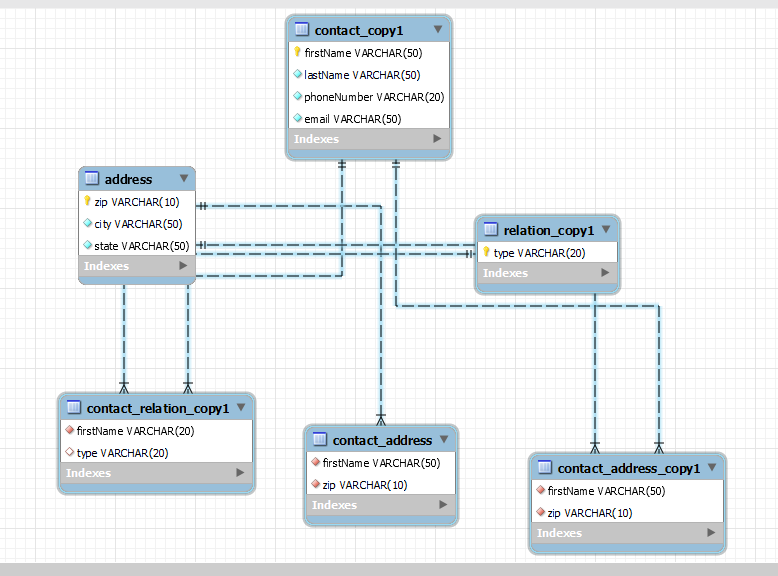 contact_copy1
firstName VARCHAR(50)
lastName VARCHAR(50)
phoneNumber VARCHAR(20)
email VARCHAR(50)
Indexes
address
zip VARCHAR(10)
city VARCHAR(50)
state VARCHAR(50)
Indexes
relation_copy1
type VARCHAR(20)
Indexes
contact_relation_copy1
firstName VARCHAR(20)
type VARCHAR(20)
Indexes
contact_address
firstName VARCHAR(50)
zip VARCHAR(10)
Indexes
contact_address_copy1
firstName VARCHAR(50)
zip VARCHAR(10)
Indexes